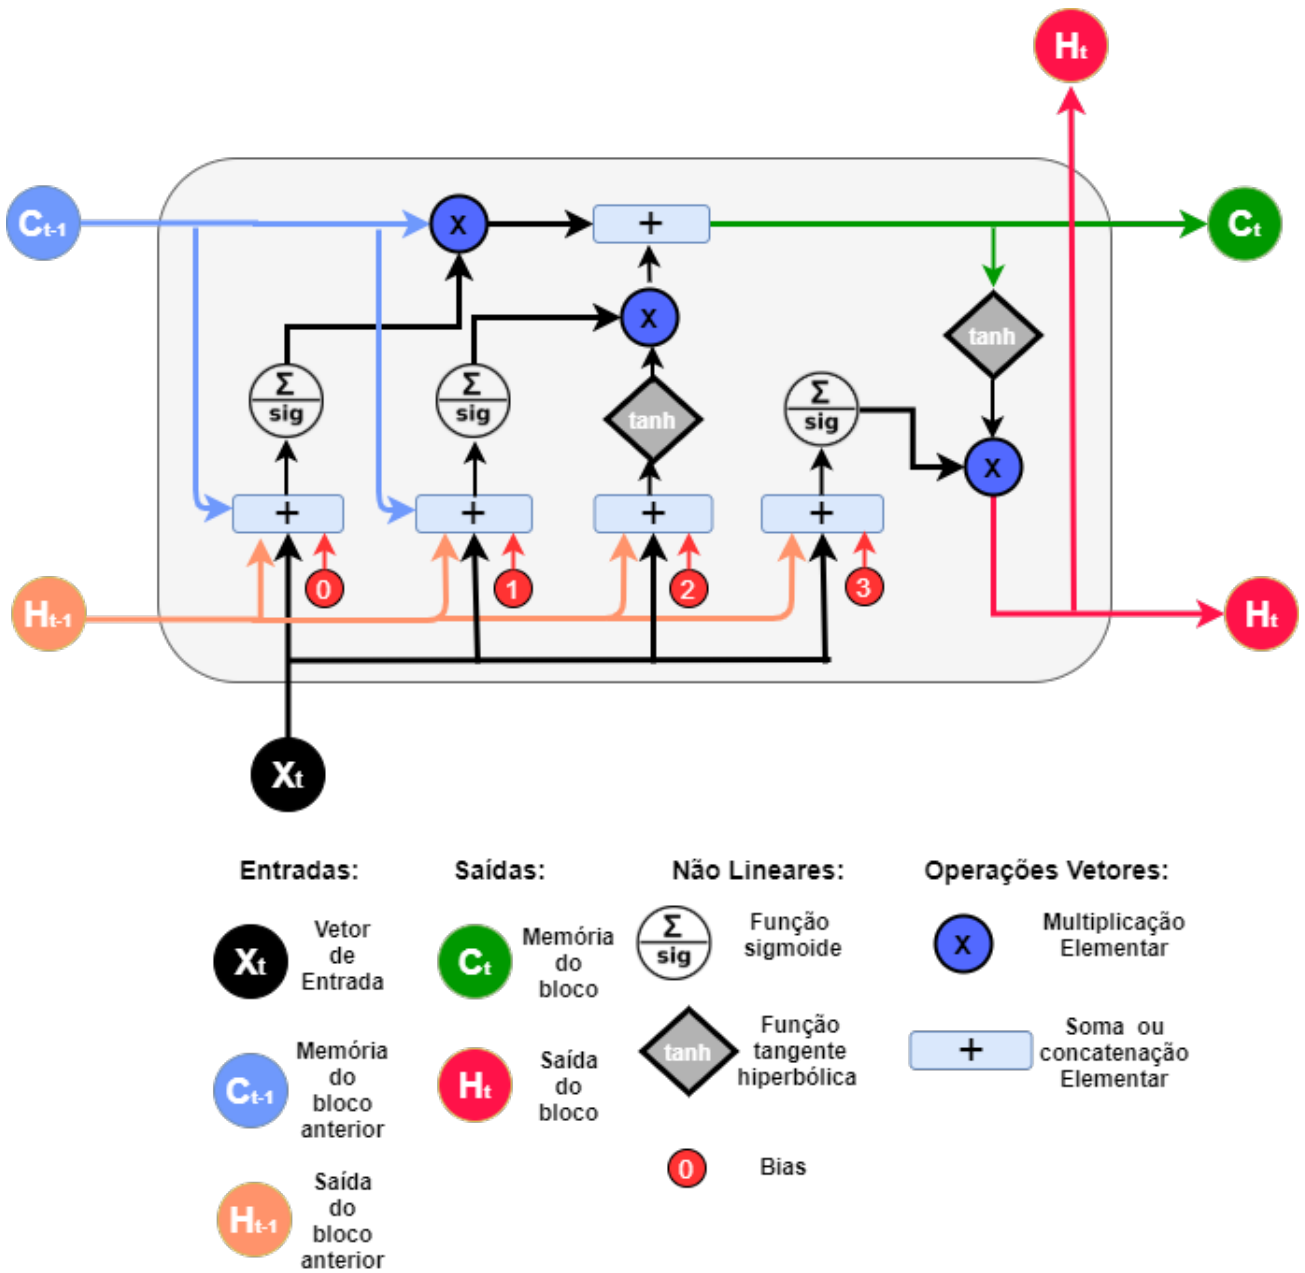 Ht
Ct-1
x
+
Ct
x
tanh
Σ
sig
Σ
sig
tanh
Σ
sig
x
+
+
+
+
0
1
2
3
Ht-1
Ht
Xt
Entradas:
Xt
Vetor
de
Entrada
Ct-1
Memória
do
bloco
anterior
Ht-1
Saída
do
bloco
anterior
Saídas:
Ct
Memória
do
bloco
Ht
Saída
do
bloco
Não Lineares:
Σ
sig
Função
sigmoide
tanh
Função
tangente
hiperbólica
0
Bias
Operações Vetores:
x
Multiplicação
Elementar
+
Soma ou
concatenação
Elementar